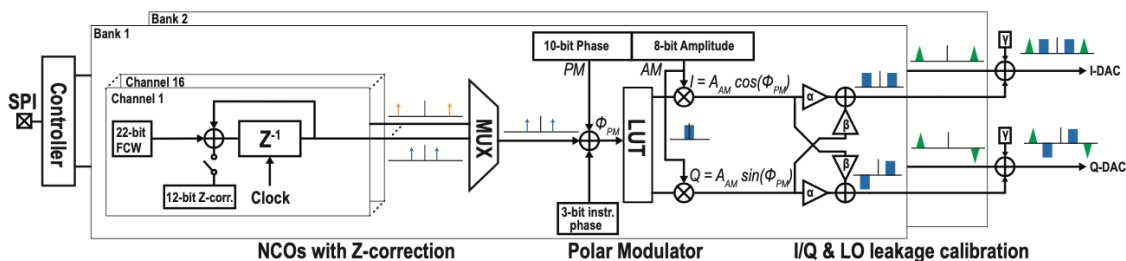 Bank 2
Bank 1
Channel 16
Channel 1
SPI
Controller
22-bit
FCW
Z⁻¹
12-bit Z-corr.
Clock
MUX
10-bit Phase
8-bit Amplitude
PM
AM
Φ_PM
LUT
3-bit instr.
phase
I = A_AM cos(Φ_PM)
Q = A_AM sin(Φ_PM)
α
β
β
α
γ
I-DAC
γ
Q-DAC
NCOs with Z-correction
Polar Modulator
I/Q & LO leakage calibration